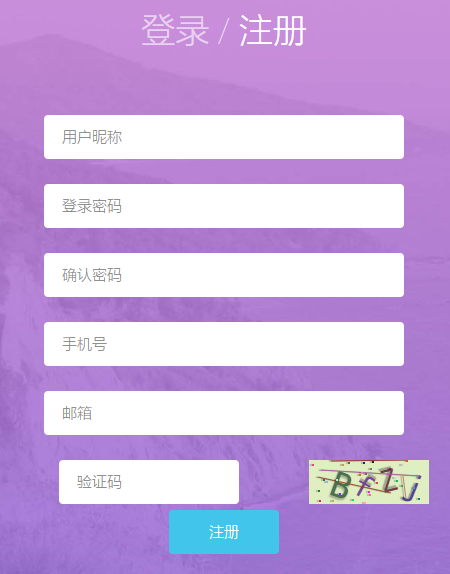 登录 / 注册
用户昵称
登录密码
确认密码
手机号
邮箱
验证码 BfZj
注册